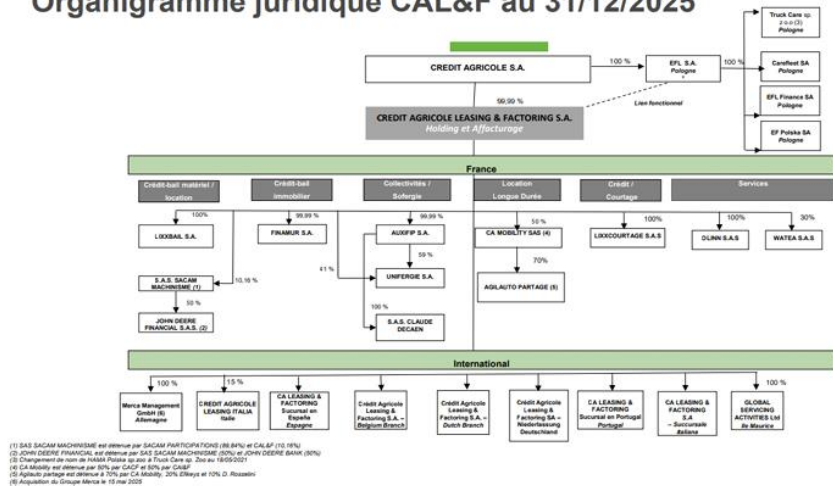 Organigramme juridique CAL&F au 31/12/2025
CREDIT AGRICOLE S.A.
100 %
EFL S.A.
Pologne
100 %
Truck Care sp.
z o.o (3)
Pologne
Carefleet SA
Pologne
EFL Finance SA
Pologne
EF Polska SA
Pologne
Lien fonctionnel
99,99 %
CREDIT AGRICOLE LEASING & FACTORING S.A.
Holding et Affacturage
France
Crédit-bail matériel /
location
Crédit-bail
immobilier
Collectivités /
Sofergie
Location
Longue Durée
Crédit /
Courtage
Services
100%
LIXXBAIL S.A.
99,99 %
FINAMUR S.A.
99,99 %
AUXIFIP S.A.
50 %
CA MOBILITY SAS (4)
100%
LIXXCOURTAGE S.A.S
100%
OLINN S.A.S
30%
WATEA S.A.S
S.A.S. SACAM
MACHINISME (1)
10,16 %
50 %
JOHN DEERE
FINANCIAL S.A.S. (2)
41 %
59 %
UNIFERGIE S.A.
100 %
S.A.S. CLAUDE
DECAEN
70%
AGILAUTO PARTAGE (5)
International
100 %
Merca Management
GmbH (6)
Allemagne
15 %
CREDIT AGRICOLE
LEASING ITALIA
Italie
CA LEASING &
FACTORING
Sucursal en
España
Espagne
Crédit Agricole
Leasing &
Factoring S.A. –
Belgium Branch
Crédit Agricole
Leasing &
Factoring S.A. –
Dutch Branch
Crédit Agricole
Leasing &
Factoring SA –
Niederlassung
Deutschland
CA LEASING &
FACTORING
Sucursal en Portugal
Portugal
CA LEASING &
FACTORING
S.A
– Succursale
Italiana
100 %
GLOBAL
SERVICING
ACTIVITIES Ltd
Ile Maurice
(1) SAS SACAM MACHINISME est détenue par SACAM PARTICIPATIONS (89,84%) et CAL&F (10,16%)
(2) JOHN DEERE FINANCIAL est détenue par SAS SACAM MACHINISME (50%) et JOHN DEERE BANK (50%)
(3) Changement de nom de HAMA Polska sp.zoo à Truck Care sp. Zoo au 18/05/2021
(4) CA Mobility est détenue par 50% par CACF et 50% par CAl&F
(5) Agilauto partage est détenue à 70% par CA Mobility, 20% Effikeys et 10% D. Rosselini
(6) Acquisition du Groupe Merca le 15 mai 2025